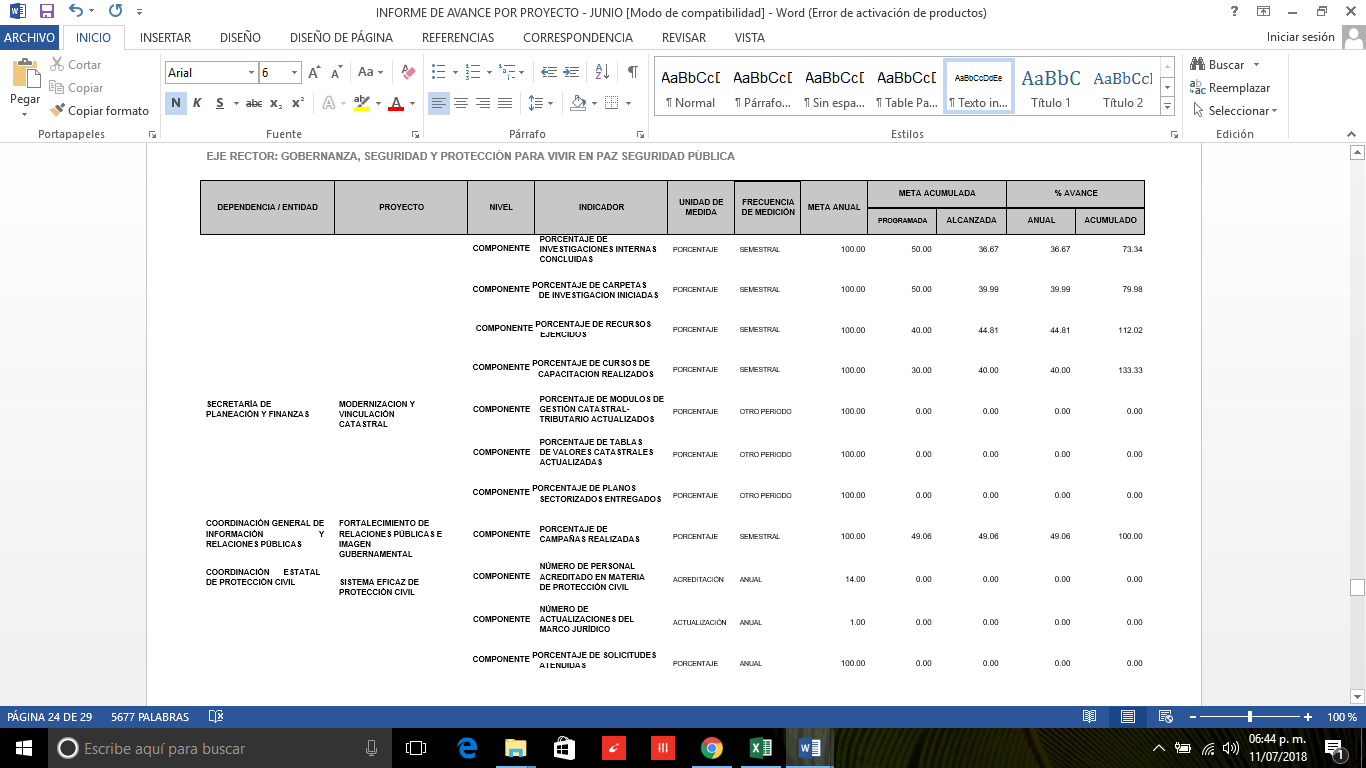 INFORME DE AVANCE POR PROYECTO - JUNIO [Modo de compatibilidad] - Word (Error de activación de productos)
ARCHIVO INICIO INSERTAR DISEÑO DISEÑO DE PÁGINA REFERENCIAS CORRESPONDENCIA REVISAR VISTA Iniciar sesión
Pegar
Cortar
Copiar
Copiar formato
Portapapeles
Arial 6
N K S abc x₂ x²
Fuente
Párrafo
AaBbCcI AaBbCcI AaBbCcI AaBbCcI AaBbCcDdEe AaBbC AaBbCcI
¶ Normal ¶ Párrafo... ¶ Sin espa... ¶ Table Pa... ¶ Texto in... Título 1 Título 2
Estilos
Buscar
Reemplazar
Seleccionar
Edición
EJE RECTOR: GOBERNANZA, SEGURIDAD Y PROTECCIÓN PARA VIVIR EN PAZ SEGURIDAD PÚBLICA
DEPENDENCIA / ENTIDAD PROYECTO NIVEL INDICADOR UNIDAD DE MEDIDA FRECUENCIA DE MEDICIÓN META ANUAL META ACUMULADA % AVANCE
PROGRAMADA ALCANZADA ANUAL ACUMULADO
COMPONENTE PORCENTAJE DE INVESTIGACIONES INTERNAS CONCLUIDAS PORCENTAJE SEMESTRAL 100.00 50.00 36.67 36.67 73.34
COMPONENTE PORCENTAJE DE CARPETAS DE INVESTIGACION INICIADAS PORCENTAJE SEMESTRAL 100.00 50.00 39.99 39.99 79.98
COMPONENTE PORCENTAJE DE RECURSOS EJERCIDOS PORCENTAJE SEMESTRAL 100.00 40.00 44.81 44.81 112.02
COMPONENTE PORCENTAJE DE CURSOS DE CAPACITACION REALIZADOS PORCENTAJE SEMESTRAL 100.00 30.00 40.00 40.00 133.33
SECRETARÍA DE PLANEACIÓN Y FINANZAS MODERNIZACION Y VINCULACIÓN CATASTRAL COMPONENTE PORCENTAJE DE MODULOS DE GESTIÓN CATASTRAL-TRIBUTARIO ACTUALIZADOS PORCENTAJE OTRO PERIODO 100.00 0.00 0.00 0.00 0.00
COMPONENTE PORCENTAJE DE TABLAS DE VALORES CATASTRALES ACTUALIZADAS PORCENTAJE OTRO PERIODO 100.00 0.00 0.00 0.00 0.00
COMPONENTE PORCENTAJE DE PLANOS SECTORIZADOS ENTREGADOS PORCENTAJE OTRO PERIODO 100.00 0.00 0.00 0.00 0.00
COORDINACIÓN GENERAL DE INFORMACIÓN Y RELACIONES PÚBLICAS FORTALECIMIENTO DE RELACIONES PÚBLICAS E IMAGEN GUBERNAMENTAL COMPONENTE PORCENTAJE DE CAMPAÑAS REALIZADAS PORCENTAJE SEMESTRAL 100.00 49.06 49.06 49.06 100.00
COORDINACIÓN ESTATAL DE PROTECCIÓN CIVIL SISTEMA EFICAZ DE PROTECCIÓN CIVIL COMPONENTE NÚMERO DE PERSONAL ACREDITADO EN MATERIA DE PROTECCIÓN CIVIL ACREDITACIÓN ANUAL 14.00 0.00 0.00 0.00 0.00
COMPONENTE NÚMERO DE ACTUALIZACIONES DEL MARCO JURÍDICO ACTUALIZACIÓN ANUAL 1.00 0.00 0.00 0.00 0.00
COMPONENTE PORCENTAJE DE SOLICITUDES ATENDIDAS PORCENTAJE ANUAL 100.00 0.00 0.00 0.00 0.00
PÁGINA 24 DE 29 5677 PALABRAS 100 %
Escribe aquí para buscar
06:44 p. m.
11/07/2018